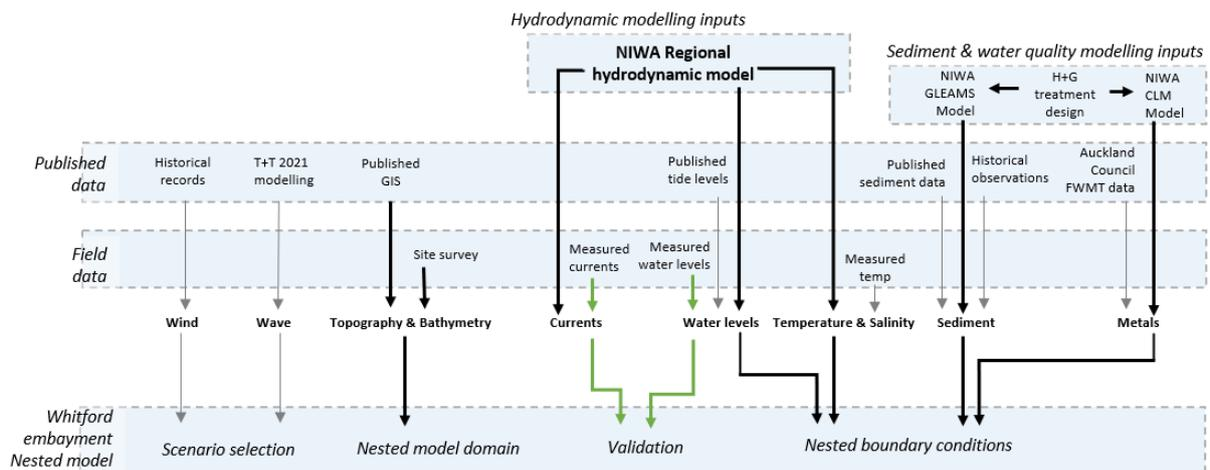 Hydrodynamic modelling inputs
NIWA Regional
hydrodynamic model
Sediment & water quality modelling inputs
NIWA
GLEAMS
Model
H+G
treatment
design
NIWA
CLM
Model
Published
data
Historical
records
T+T 2021
modelling
Published
GIS
Published
tide levels
Published
sediment data
Historical
observations
Auckland
Council
FWMT data
Field
data
Site survey
Measured
currents
Measured
water levels
Measured
temp
Wind
Wave
Topography & Bathymetry
Currents
Water levels
Temperature & Salinity
Sediment
Metals
Whitford
embayment
Nested model
Scenario selection
Nested model domain
Validation
Nested boundary conditions